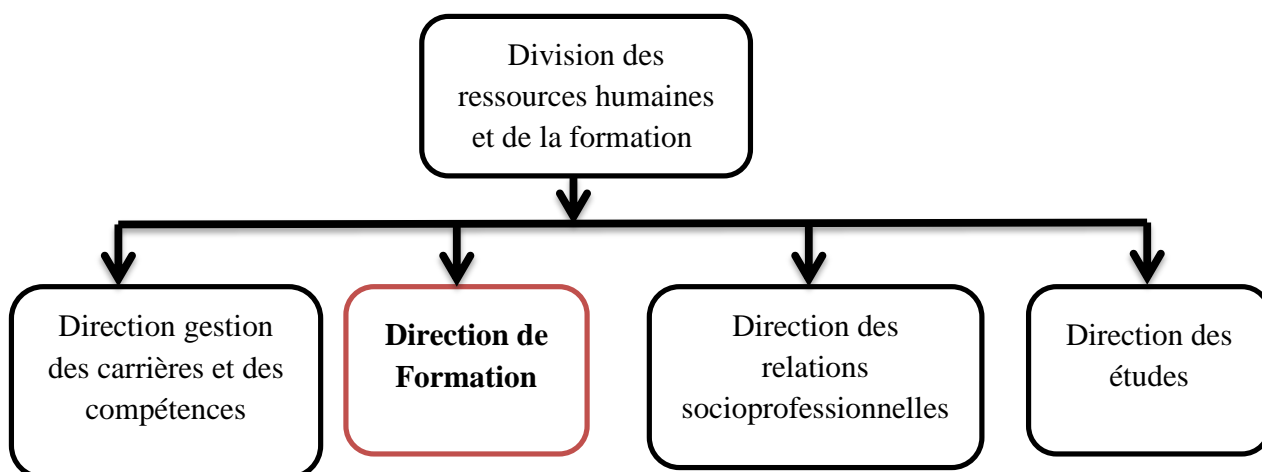 Division des
ressources humaines
et de la formation
Direction gestion
des carrières et des
compétences
Direction de
Formation
Direction des
relations
socioprofessionnelles
Direction des
études